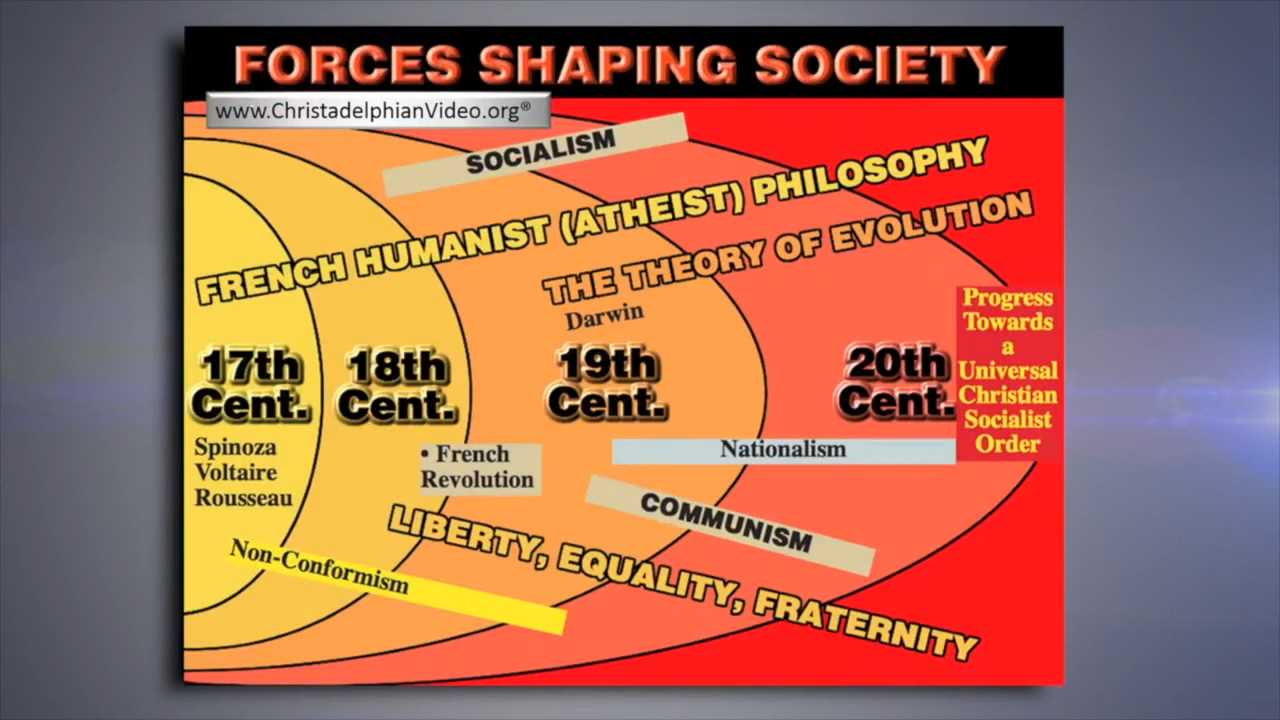 FORCES SHAPING SOCIETY
www.ChristadelphianVideo.org®
SOCIALISM
FRENCH HUMANIST (ATHEIST) PHILOSOPHY
THE THEORY OF EVOLUTION
Darwin
17th
Cent.
18th
Cent.
19th
Cent.
20th
Cent.
Progress
Towards
a
Universal
Christian
Socialist
Order
Spinoza
Voltaire
Rousseau
• French
Revolution
Nationalism
COMMUNISM
LIBERTY, EQUALITY, FRATERNITY
Non-Conformism